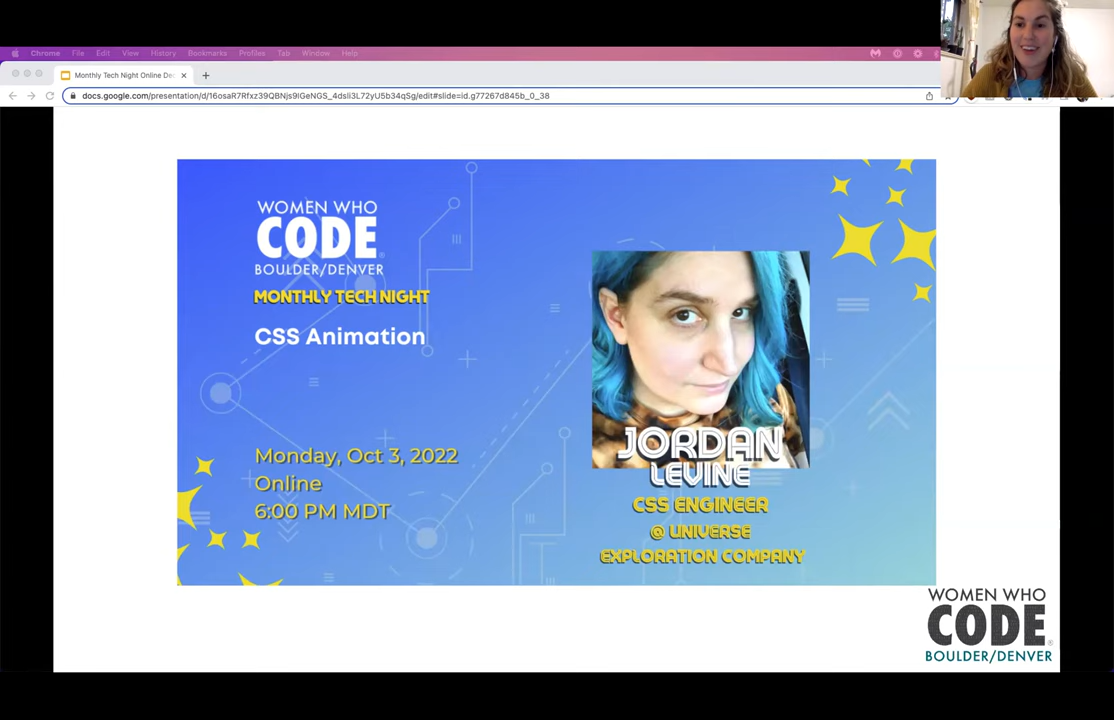 Chrome File Edit View History Bookmarks Profiles Tab Window Help
Monthly Tech Night Online De
docs.google.com/presentation/d/16osaR7Rfxz39QBNjs9IGeNGS_4dsli3L72yU5b34qSg/edit#slide=id.g77267d845b_0_38
WOMEN WHO
CODE
BOULDER/DENVER
MONTHLY TECH NIGHT
CSS Animation
Monday, Oct 3, 2022
Online
6:00 PM MDT
JORDAN
LEVINE
CSS ENGINEER
@ UNIVERSE
EXPLORATION COMPANY
WOMEN WHO
CODE
BOULDER/DENVER